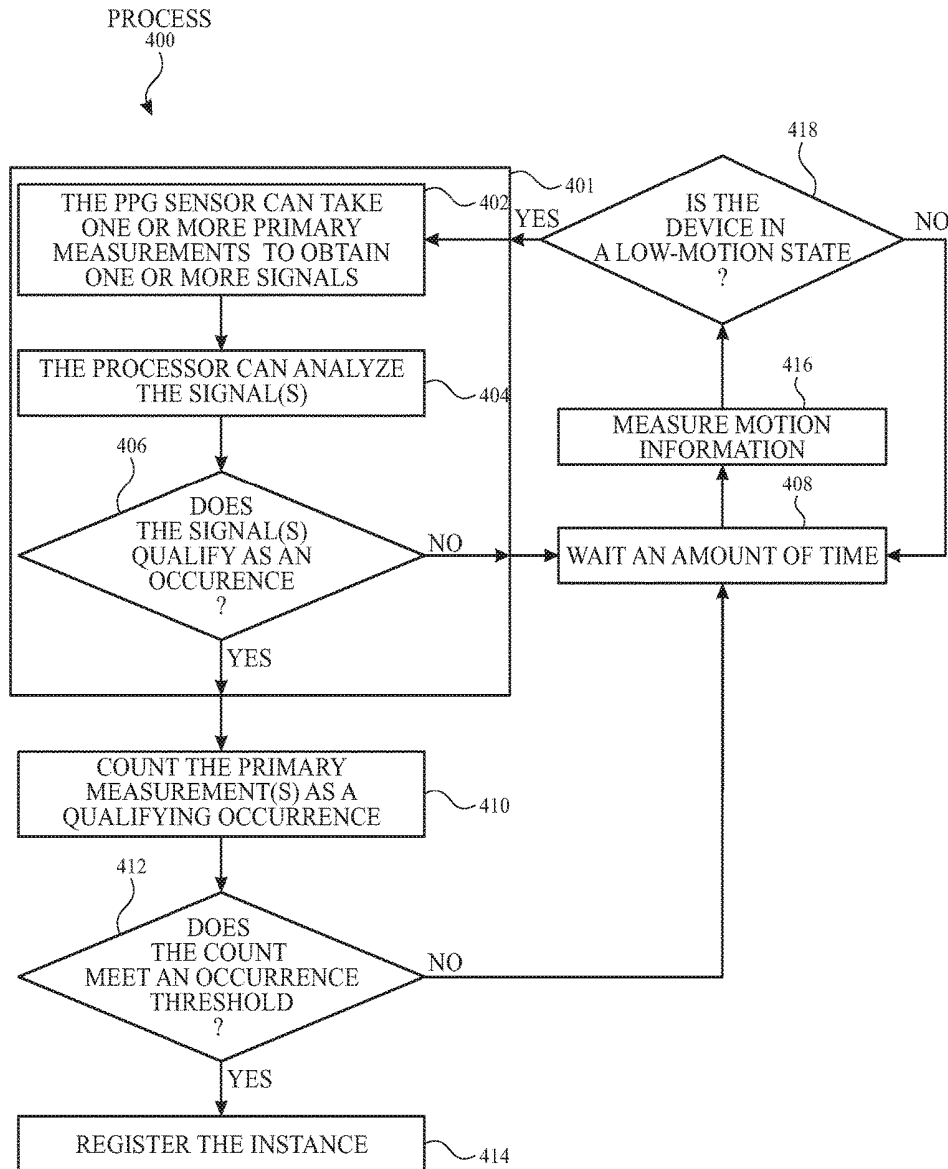 PROCESS
400
401
402
THE PPG SENSOR CAN TAKE
ONE OR MORE PRIMARY
MEASUREMENTS TO OBTAIN
ONE OR MORE SIGNALS
THE PROCESSOR CAN ANALYZE
THE SIGNAL(S)
404
406
DOES
THE SIGNAL(S)
QUALIFY AS AN
OCCURENCE
?
NO
YES
418
IS THE
DEVICE IN
A LOW-MOTION STATE
?
YES
NO
416
MEASURE MOTION
INFORMATION
408
WAIT AN AMOUNT OF TIME
COUNT THE PRIMARY
MEASUREMENT(S) AS A
QUALIFYING OCCURRENCE
410
412
DOES
THE COUNT
MEET AN OCCURRENCE
THRESHOLD
?
NO
YES
REGISTER THE INSTANCE
414